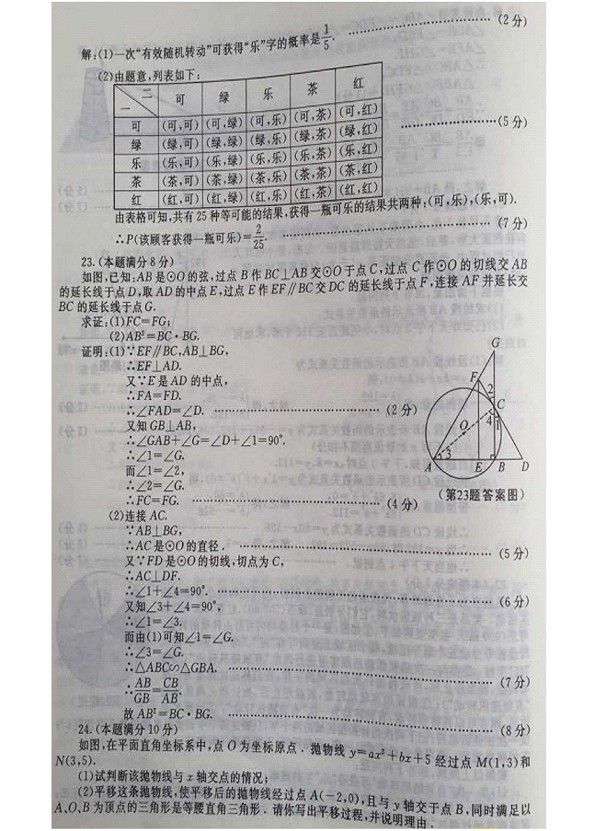 解:(1)一次“有效随机转动”可获得“乐”字的概率是1/5. ……………(2分)
(2)由题意,列表如下:
一 二 可 绿 乐 茶 红
可 (可,可) (可,绿) (可,乐) (可,茶) (可,红)
绿 (绿,可) (绿,绿) (绿,乐) (绿,茶) (绿,红)
乐 (乐,可) (乐,绿) (乐,乐) (乐,茶) (乐,红)
茶 (茶,可) (茶,绿) (茶,乐) (茶,茶) (茶,红)
红 (红,可) (红,绿) (红,乐) (红,茶) (红,红)
……………(5分)
由表格可知,共有25种等可能的结果,获得一瓶可乐的结果共两种:(可,乐),(乐,可).
∴P(该顾客获得一瓶可乐)=2/25. ……………(7分)
23.(本题满分8分)
如图,已知:AB是⊙O的弦,过点B作BC⊥AB交⊙O于点C,过点C作⊙O的切线交AB
的延长线于点D,取AD的中点E,过点E作EF∥BC交DC的延长线于点F,连接AF并延长交
BC的延长线于点G.
求证:(1)FC=FG;
(2)AB²=BC·BG.
证明:(1)∵EF∥BC,AB⊥BG,
∴EF⊥AD.
又∵E是AD的中点,
∴FA=FD.
∴∠FAD=∠D. ……………(2分)
又知GB⊥AB,
∴∠GAB+∠G=∠D+∠1=90°.
∴∠1=∠G.
而∠1=∠2,
∴∠2=∠G.
∴FC=FG. ……………(4分)
G
F
2
C
4
1
O
3
A
E
B
D
(第23题答案图)
(2)连接AC.
∵AB⊥BG,
∴AC是⊙O的直径. ……………(5分)
又∵FD是⊙O的切线,切点为C,
∴AC⊥DF.
∴∠1+∠4=90°. ……………(6分)
又知∠3+∠4=90°,
∴∠1=∠3.
而由(1)可知∠1=∠G.
∴∠3=∠G.
∴△ABC∽△GBA. ……………(7分)
∴AB/GB=CB/AB.
故AB²=BC·BG. ……………(8分)
24.(本题满分10分)
如图,在平面直角坐标系中,点O为坐标原点. 抛物线y=ax²+bx+5经过点M(1,3)和
N(3,5).
(1)试判断该抛物线与x轴交点的情况;
(2)平移这条抛物线,使平移后的抛物线经过点A(-2,0),且与y轴交于点B,同时满足以
A、O、B为顶点的三角形是等腰直角三角形. 请你写出平移过程,并说明理由.